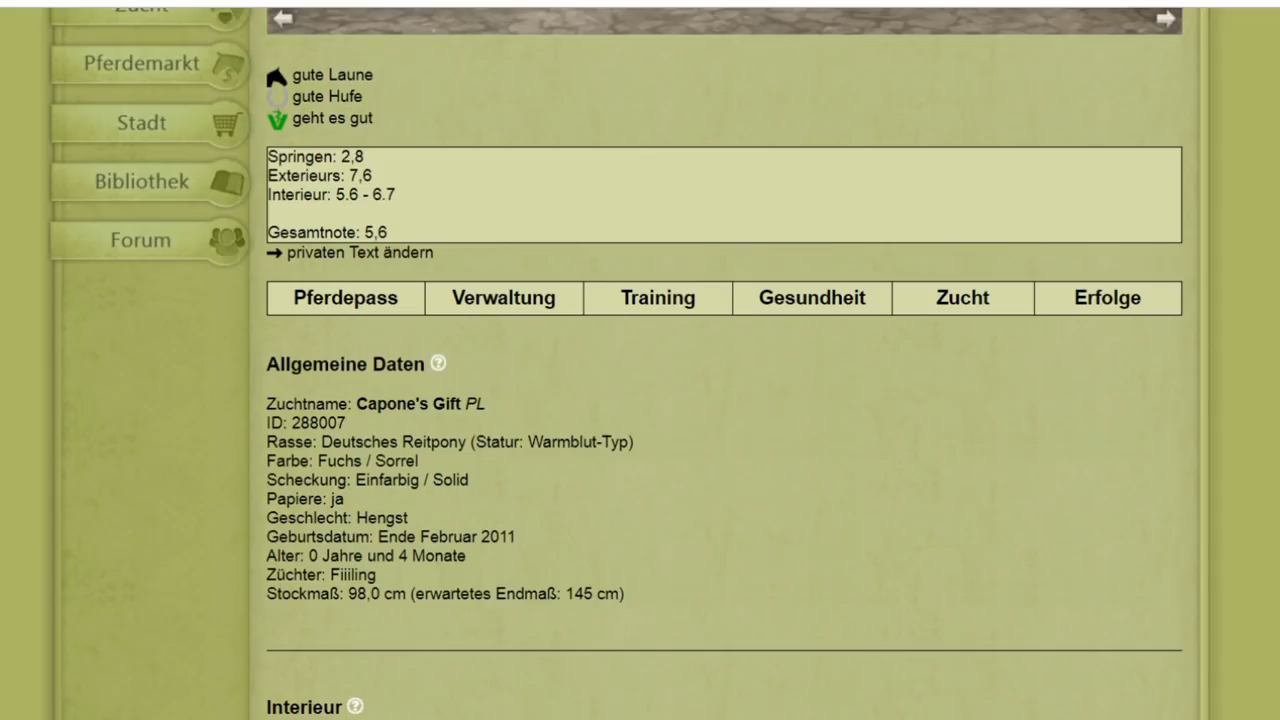 Zucht
Pferdemarkt
Stadt
Bibliothek
Forum
gute Laune
gute Hufe
geht es gut
Springen: 2,8
Exterieurs: 7,6
Interieur: 5.6 - 6.7
Gesamtnote: 5,6
→ privaten Text ändern
Pferdepass Verwaltung Training Gesundheit Zucht Erfolge
Allgemeine Daten ?
Zuchtname: Capone's Gift PL
ID: 288007
Rasse: Deutsches Reitpony (Statur: Warmblut-Typ)
Farbe: Fuchs / Sorrel
Scheckung: Einfarbig / Solid
Papiere: ja
Geschlecht: Hengst
Geburtsdatum: Ende Februar 2011
Alter: 0 Jahre und 4 Monate
Züchter: Fiiiling
Stockmaß: 98,0 cm (erwartetes Endmaß: 145 cm)
Interieur ?